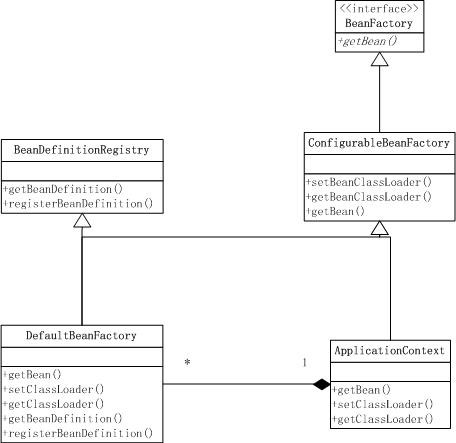 <<interface>>
BeanFactory
+getBean()
BeanDefinitionRegistry
+getBeanDefinition()
+registerBeanDefinition()
ConfigurableBeanFactory
+setBeanClassLoader()
+getBeanClassLoader()
+getBean()
DefaultBeanFactory
+getBean()
+setClassLoader()
+getClassLoader()
+getBeanDefinition()
+registerBeanDefinition()
* 1
ApplicationContext
+getBean()
+setClassLoader()
+getClassLoader()